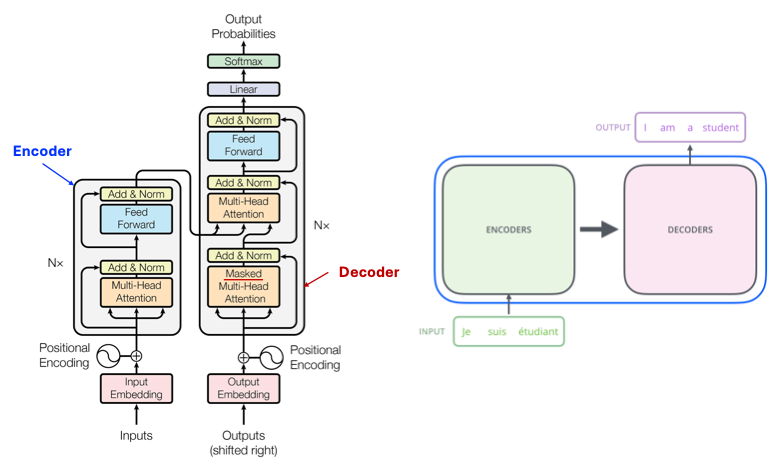 Output
Probabilities
Softmax
Linear
Add & Norm
Feed
Forward
Add & Norm
Multi-Head
Attention
Add & Norm
Masked
Multi-Head
Attention
Nx
Decoder
Encoder
Add & Norm
Feed
Forward
Add & Norm
Multi-Head
Attention
Nx
Positional
Encoding
Positional
Encoding
Input
Embedding
Output
Embedding
Inputs
Outputs
(shifted right)
OUTPUT I am a student
ENCODERS
DECODERS
INPUT Je suis étudiant